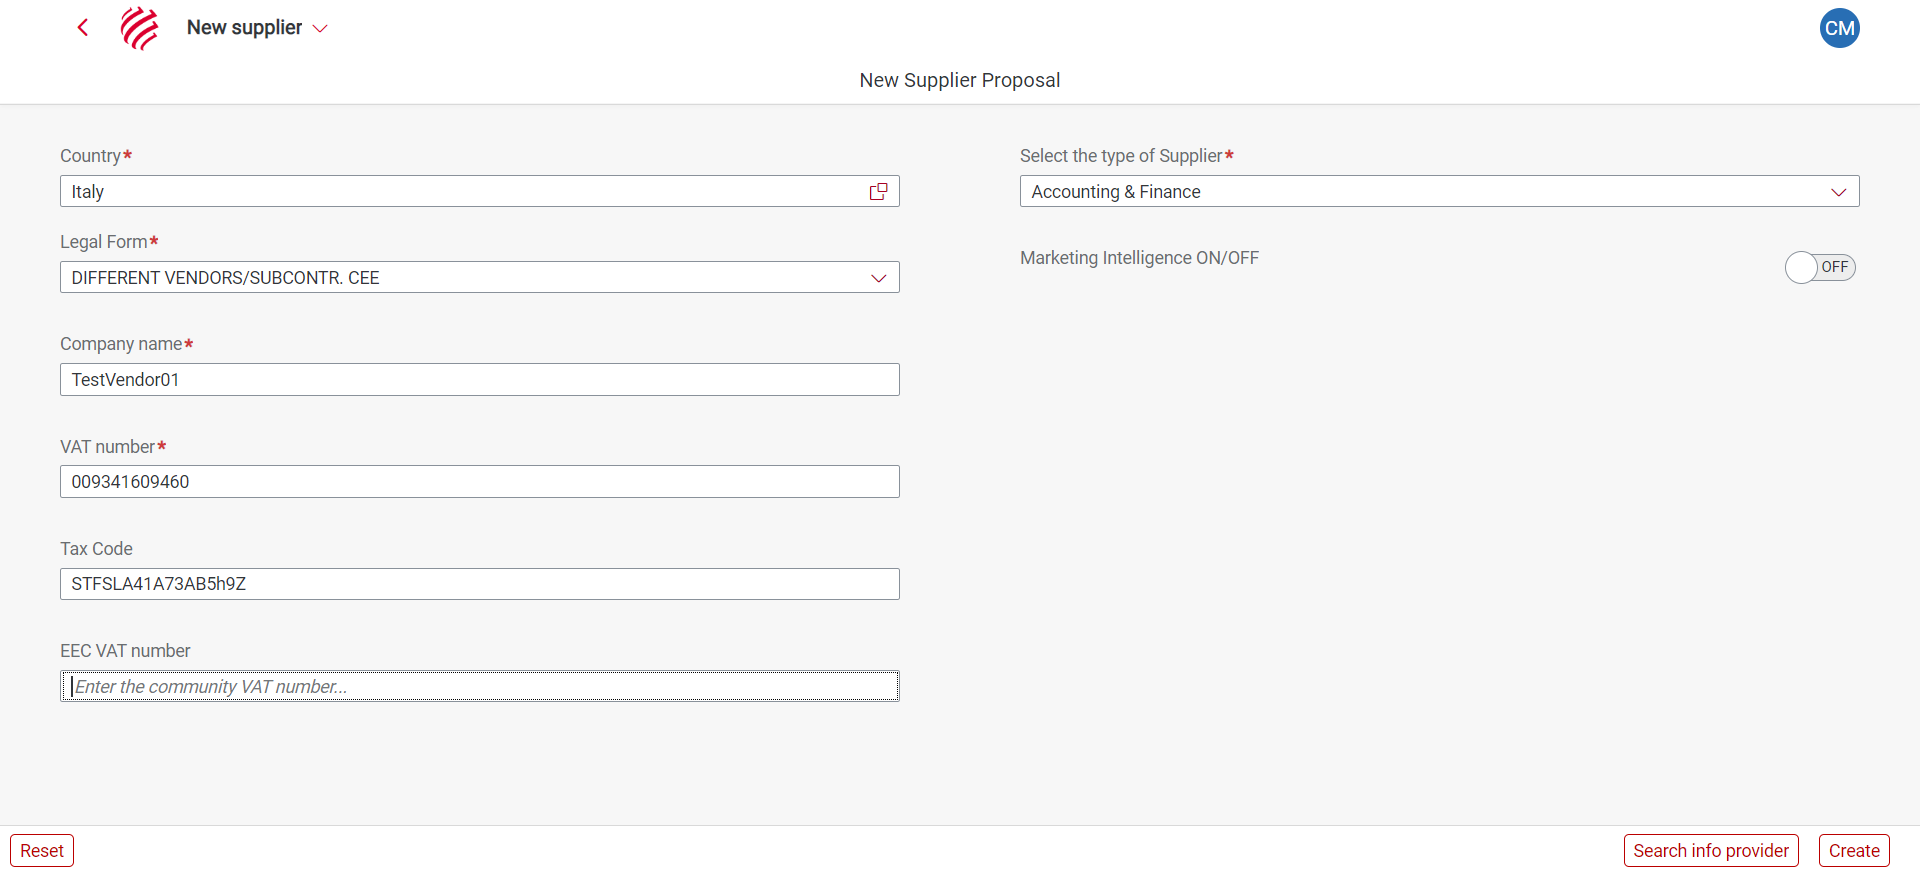 New supplier
CM
New Supplier Proposal
Country*
Italy
Legal Form*
DIFFERENT VENDORS/SUBCONTR. CEE
Company name*
TestVendor01
VAT number*
009341609460
Tax Code
STFSLA41A73AB5h9Z
EEC VAT number
Enter the community VAT number...
Select the type of Supplier*
Accounting & Finance
Marketing Intelligence ON/OFF
OFF
Reset
Search info provider
Create